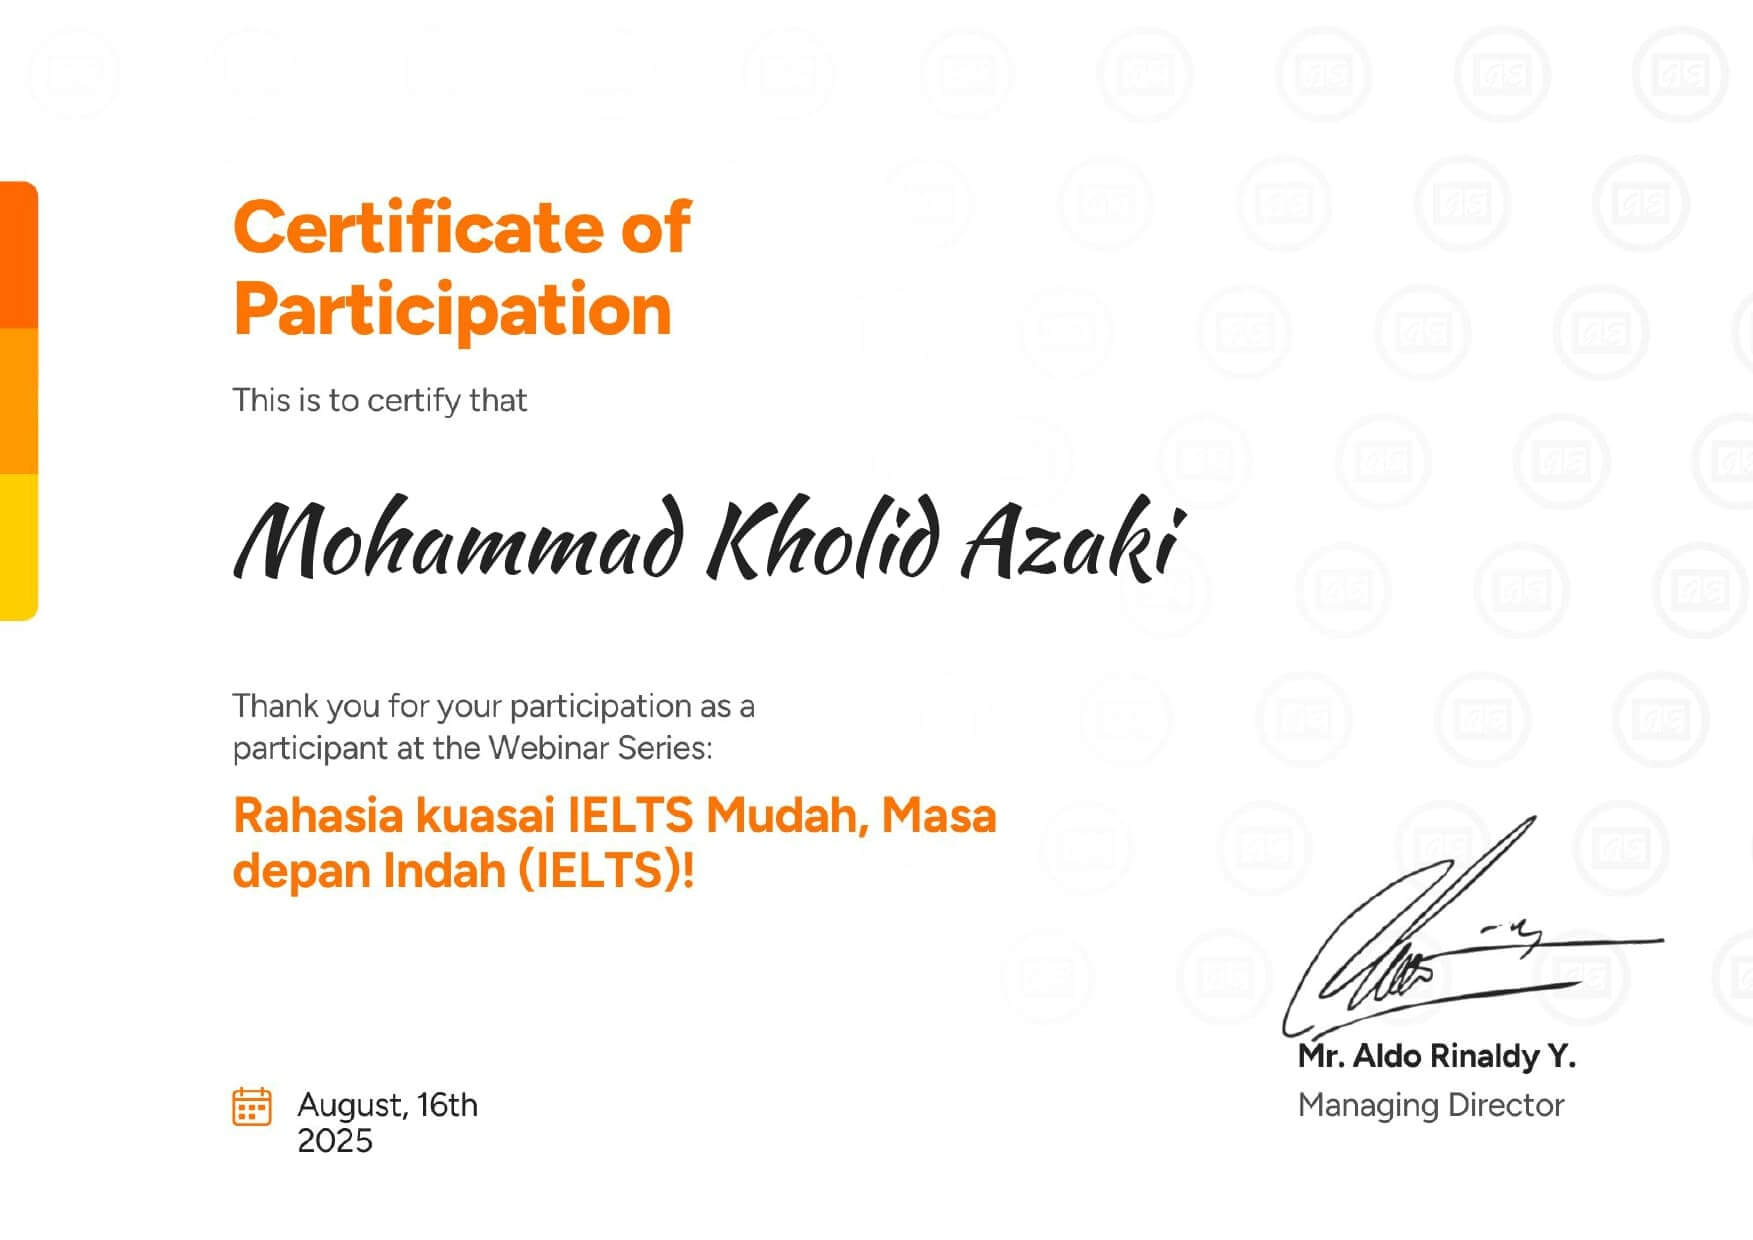 Certificate of
Participation
This is to certify that
Mohammad Kholid Azaki
Thank you for your participation as a
participant at the Webinar Series:
Rahasia kuasai IELTS Mudah, Masa
depan Indah (IELTS)!
Mr. Aldo Rinaldy Y.
Managing Director
August, 16th
2025